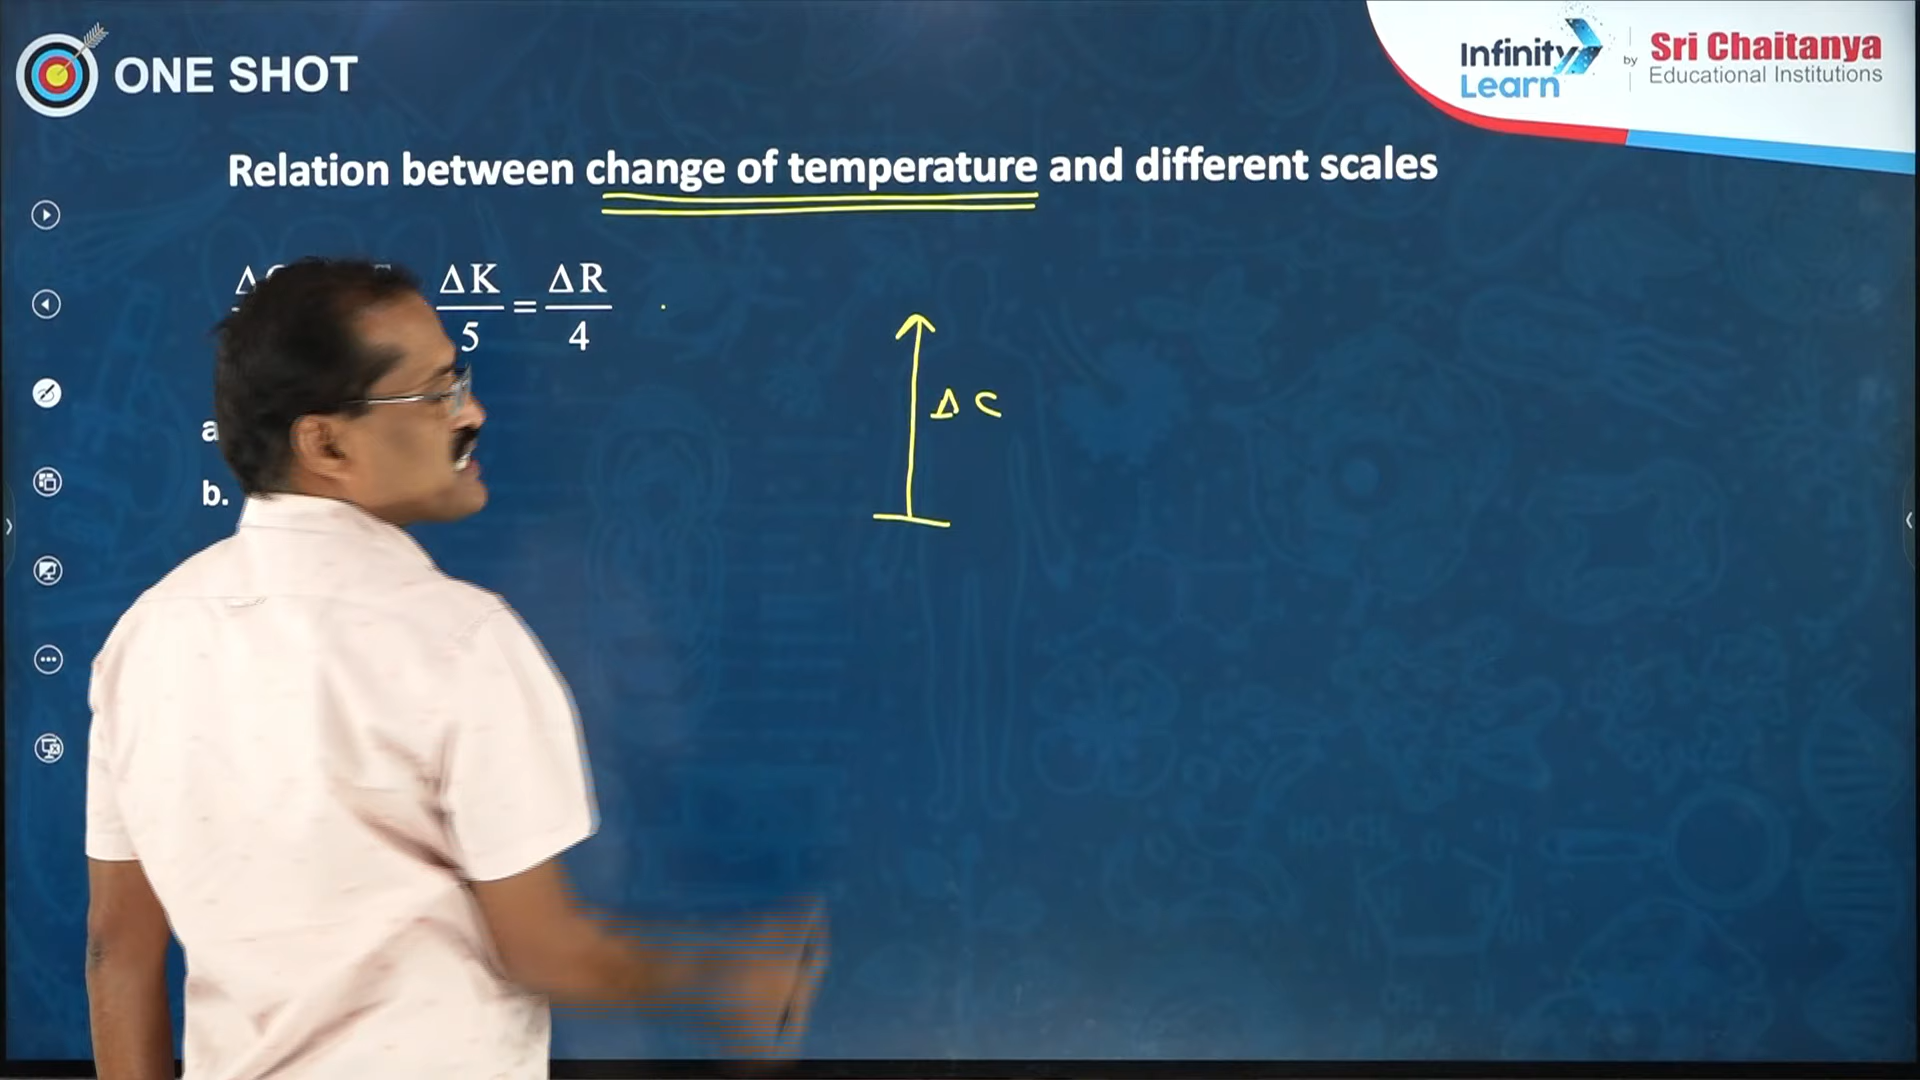 ONE SHOT
Infinity Learn by Sri Chaitanya Educational Institutions
Relation between change of temperature and different scales
Δ ΔK/5 = ΔR/4
Δ C
a
b.